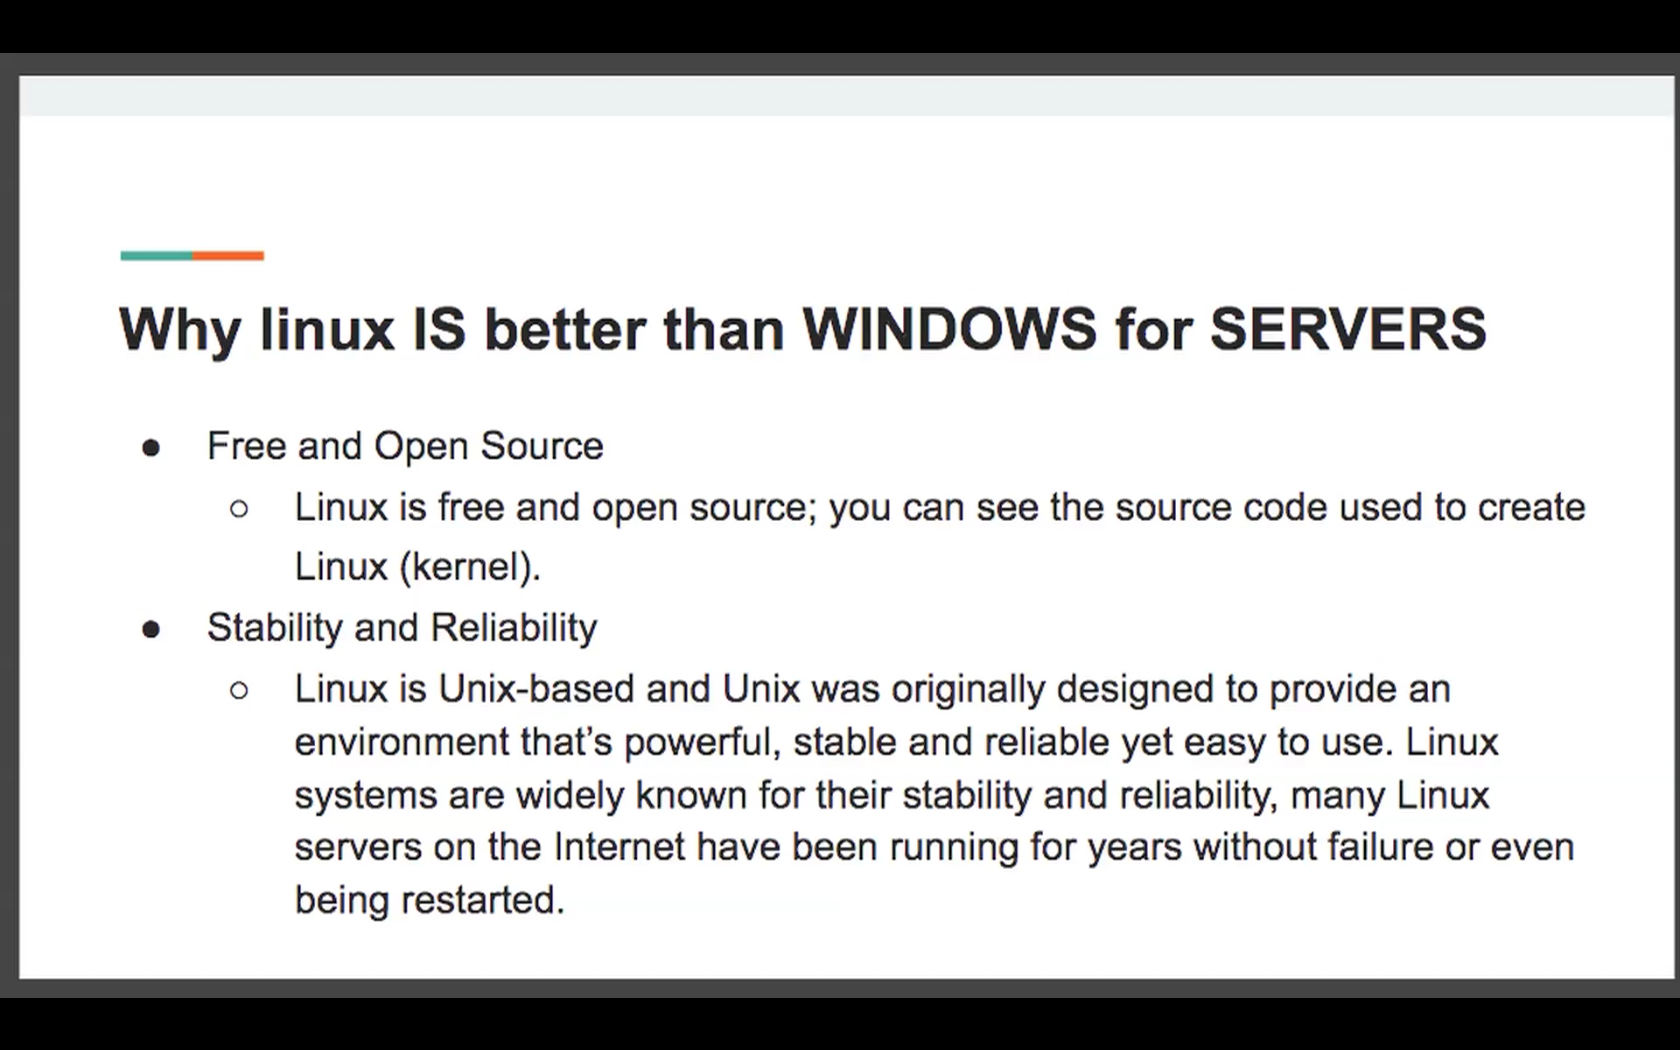 Why linux IS better than WINDOWS for SERVERS
● Free and Open Source
○ Linux is free and open source; you can see the source code used to create
Linux (kernel).
● Stability and Reliability
○ Linux is Unix-based and Unix was originally designed to provide an
environment that’s powerful, stable and reliable yet easy to use. Linux
systems are widely known for their stability and reliability, many Linux
servers on the Internet have been running for years without failure or even
being restarted.